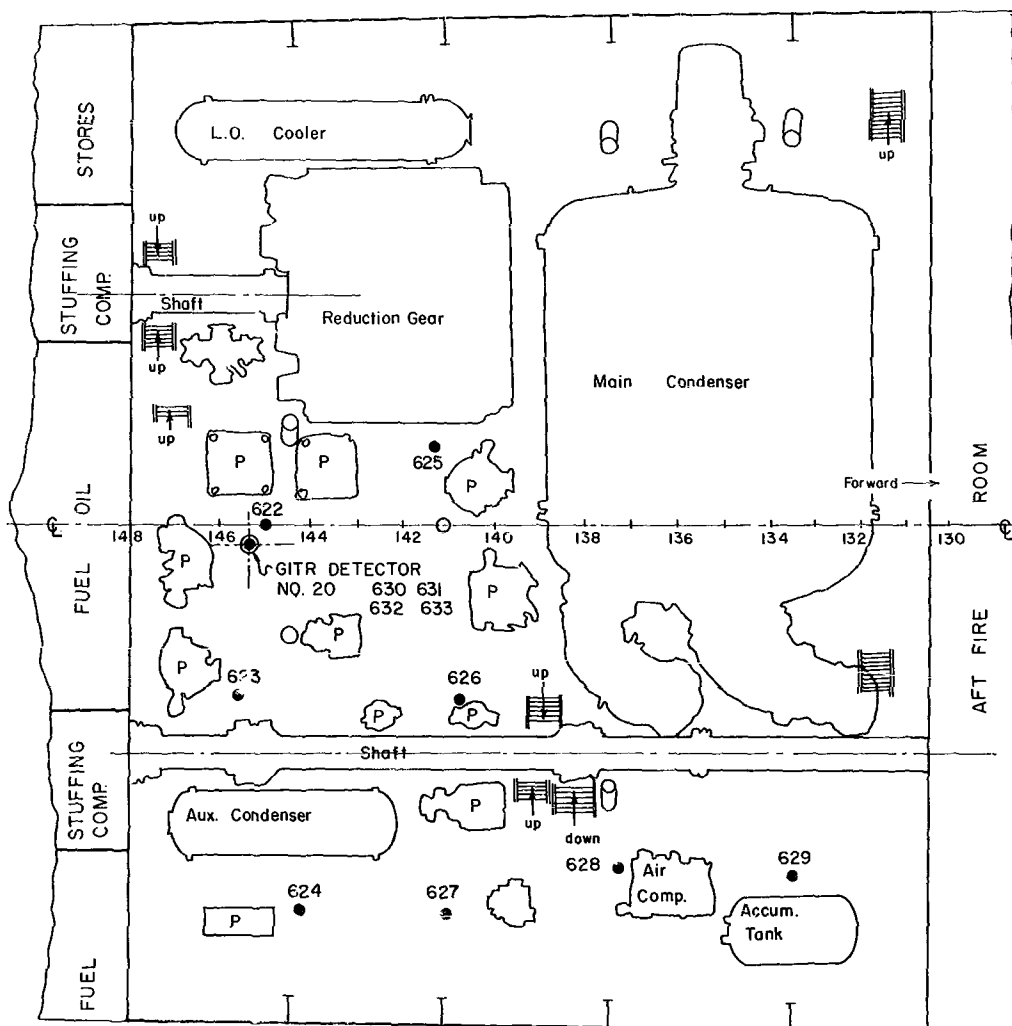 STORES
L.O. Cooler
up
up
STUFFING
COMP.
Shaft
Reduction Gear
up
up
Main Condenser
P
P
625
P
Forward
FUEL OIL
622
℄
148
146
144
142
140
138
136
134
132
130
℄
P
GITR DETECTOR
NO. 20 630 631
632 633
P
P
P
623
626
up
P
P
AFT FIRE ROOM
Shaft
STUFFING
COMP.
Aux. Condenser
P
up
down
628
629
Air
Comp.
624
627
P
Accum.
Tank
FUEL